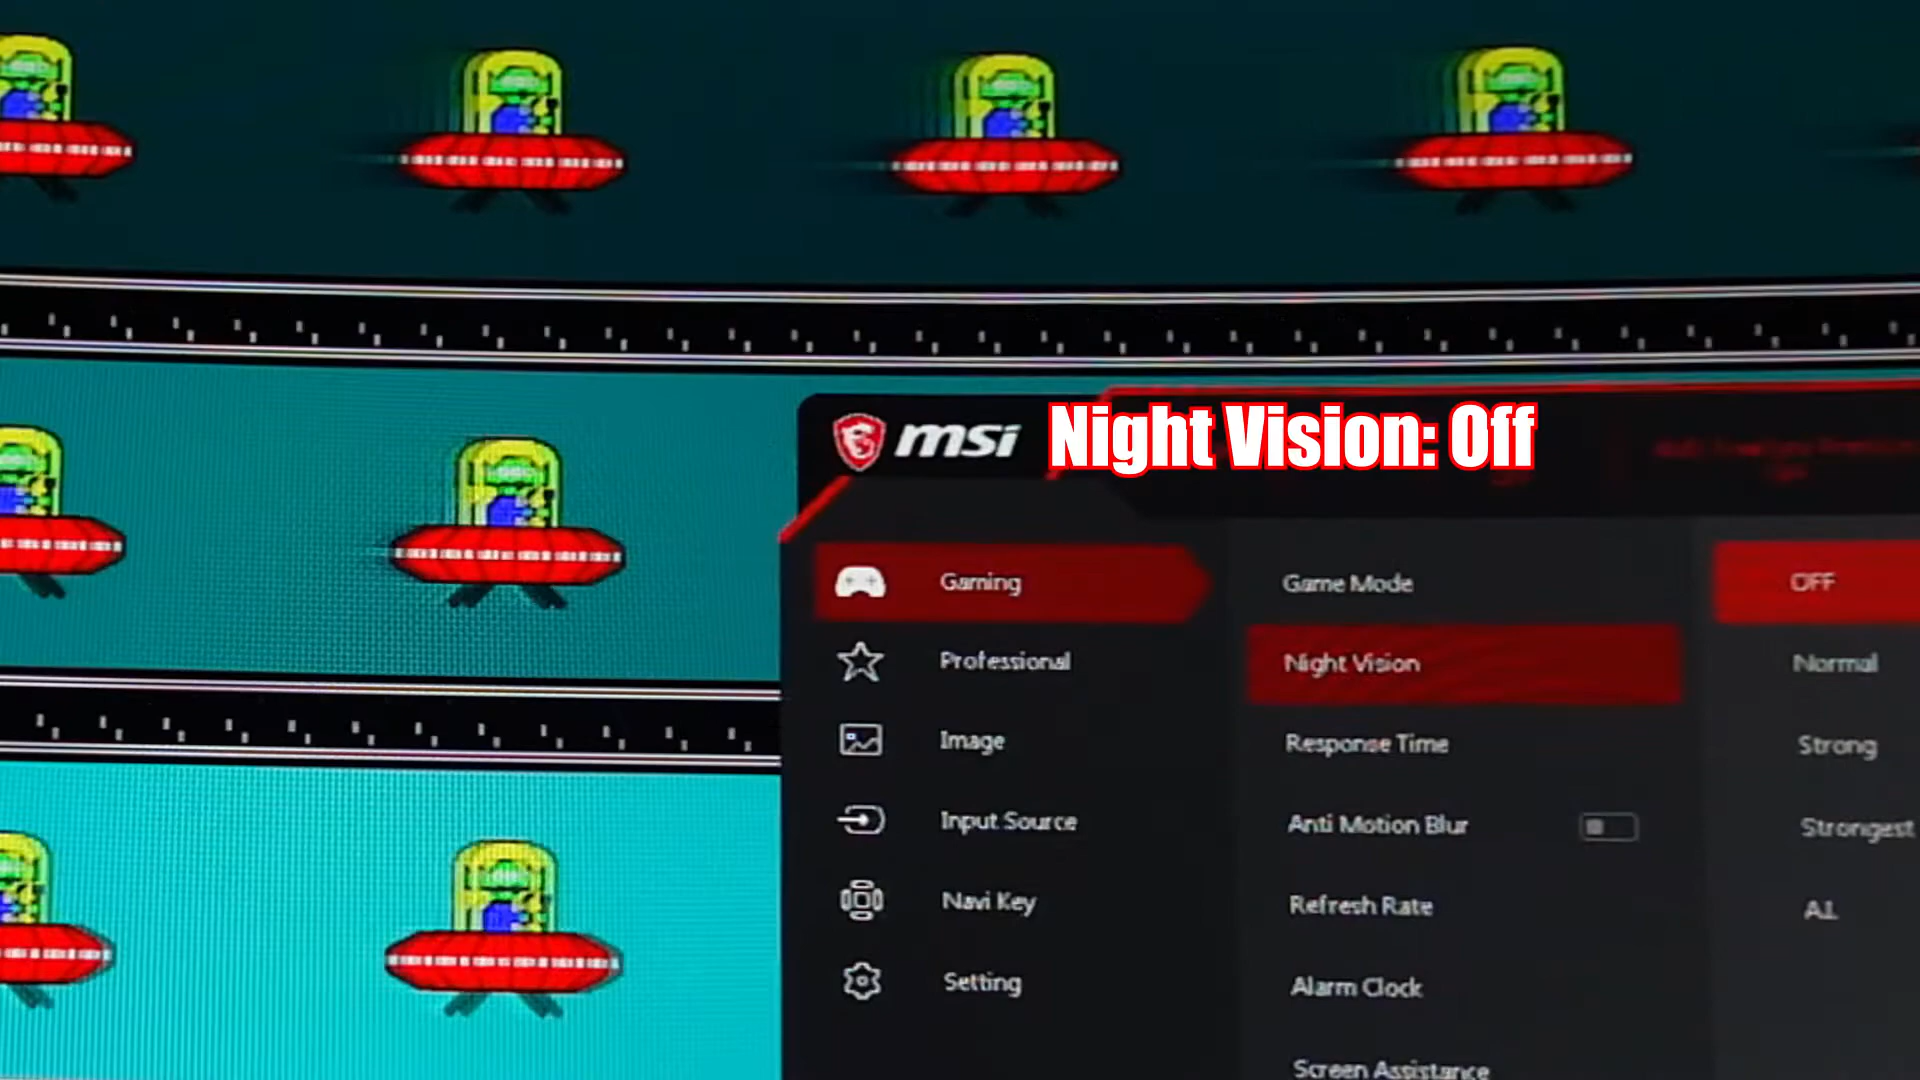 msi Night Vision: Off
Gaming
Game Mode
OFF
Professional
Night Vision
Normal
Image
Response Time
Strong
Input Source
Anti Motion Blur
Strongest
Navi Key
Refresh Rate
A.I.
Setting
Alarm Clock
Screen Assistance